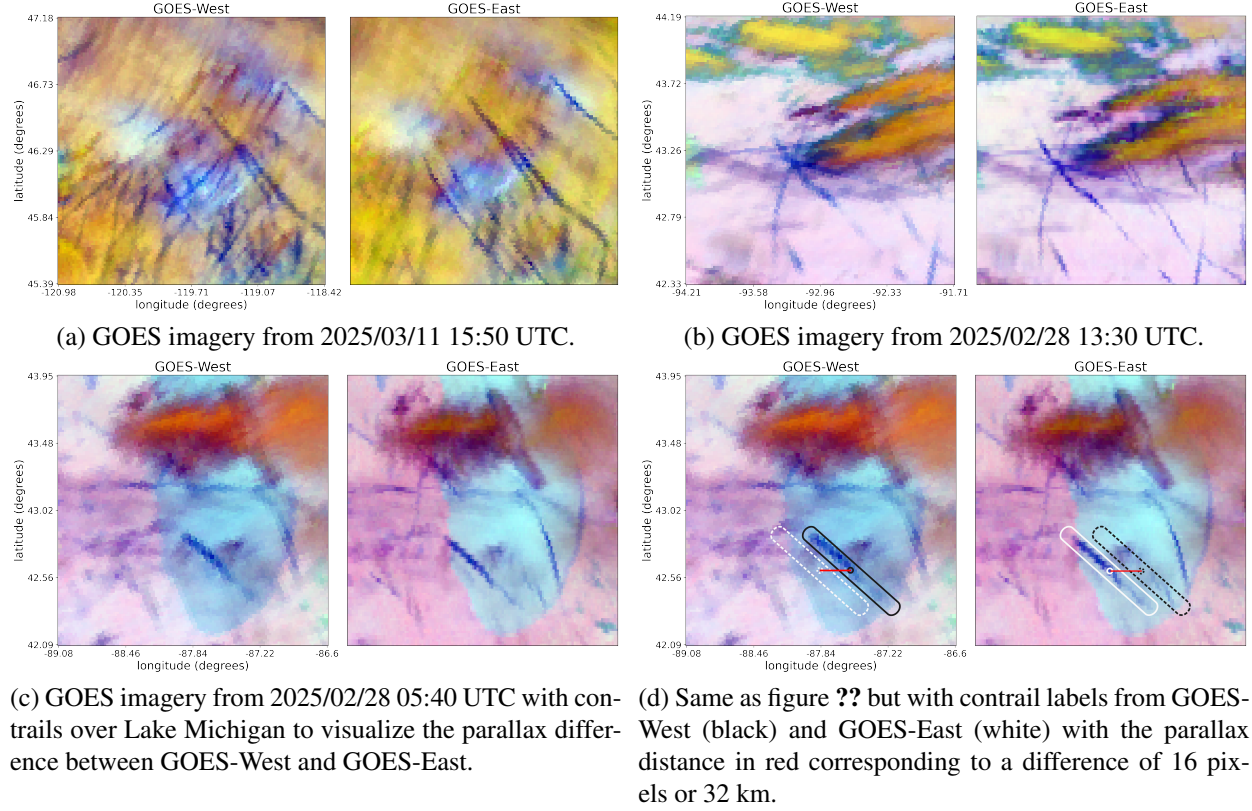 GOES-West
GOES-East
47.18
46.73
46.29
45.84
45.39
latitude (degrees)
-120.98
-120.35
-119.71
-119.07
-118.42
longitude (degrees)
(a) GOES imagery from 2025/03/11 15:50 UTC.
GOES-West
GOES-East
44.19
43.72
43.26
42.79
42.33
latitude (degrees)
-94.21
-93.58
-92.96
-92.33
-91.71
longitude (degrees)
(b) GOES imagery from 2025/02/28 13:30 UTC.
GOES-West
GOES-East
43.95
43.48
43.02
42.56
42.09
latitude (degrees)
-89.08
-88.46
-87.84
-87.22
-86.6
longitude (degrees)
(c) GOES imagery from 2025/02/28 05:40 UTC with con-
trails over Lake Michigan to visualize the parallax differ-
ence between GOES-West and GOES-East.
GOES-West
GOES-East
43.95
43.48
43.02
42.56
42.09
latitude (degrees)
-89.08
-88.46
-87.84
-87.22
-86.6
longitude (degrees)
(d) Same as figure ?? but with contrail labels from GOES-
West (black) and GOES-East (white) with the parallax
distance in red corresponding to a difference of 16 pix-
els or 32 km.